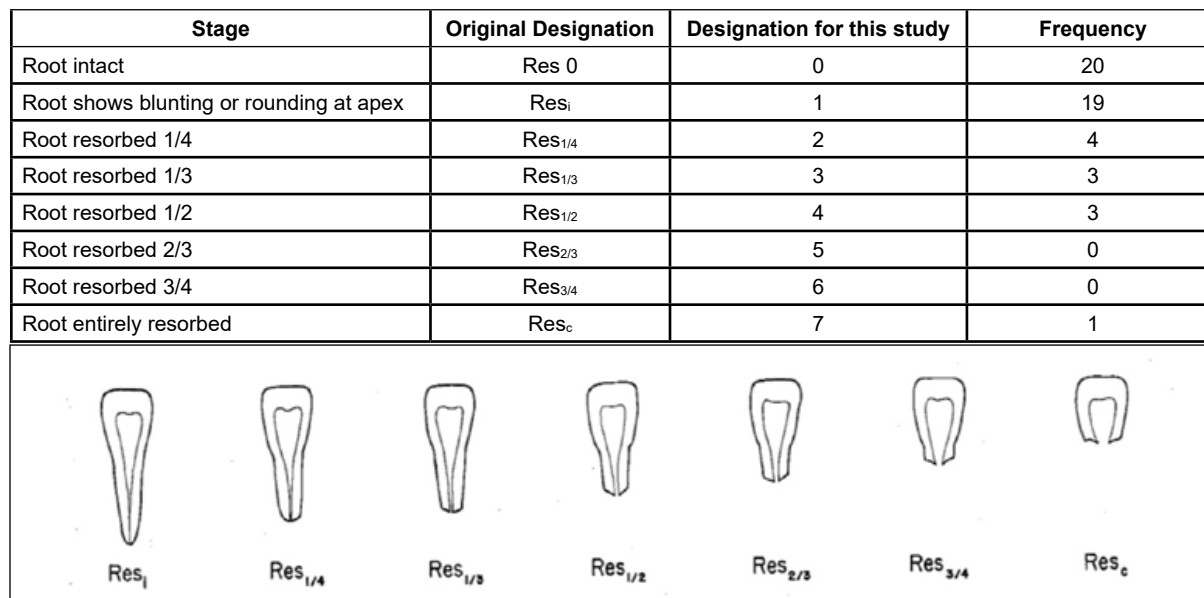 Stage Original Designation Designation for this study Frequency
Root intact Res 0 0 20
Root shows blunting or rounding at apex Resi 1 19
Root resorbed 1/4 Res1/4 2 4
Root resorbed 1/3 Res1/3 3 3
Root resorbed 1/2 Res1/2 4 3
Root resorbed 2/3 Res2/3 5 0
Root resorbed 3/4 Res3/4 6 0
Root entirely resorbed Resc 7 1
Resi Res1/4 Res1/3 Res1/2 Res2/3 Res3/4 Resc